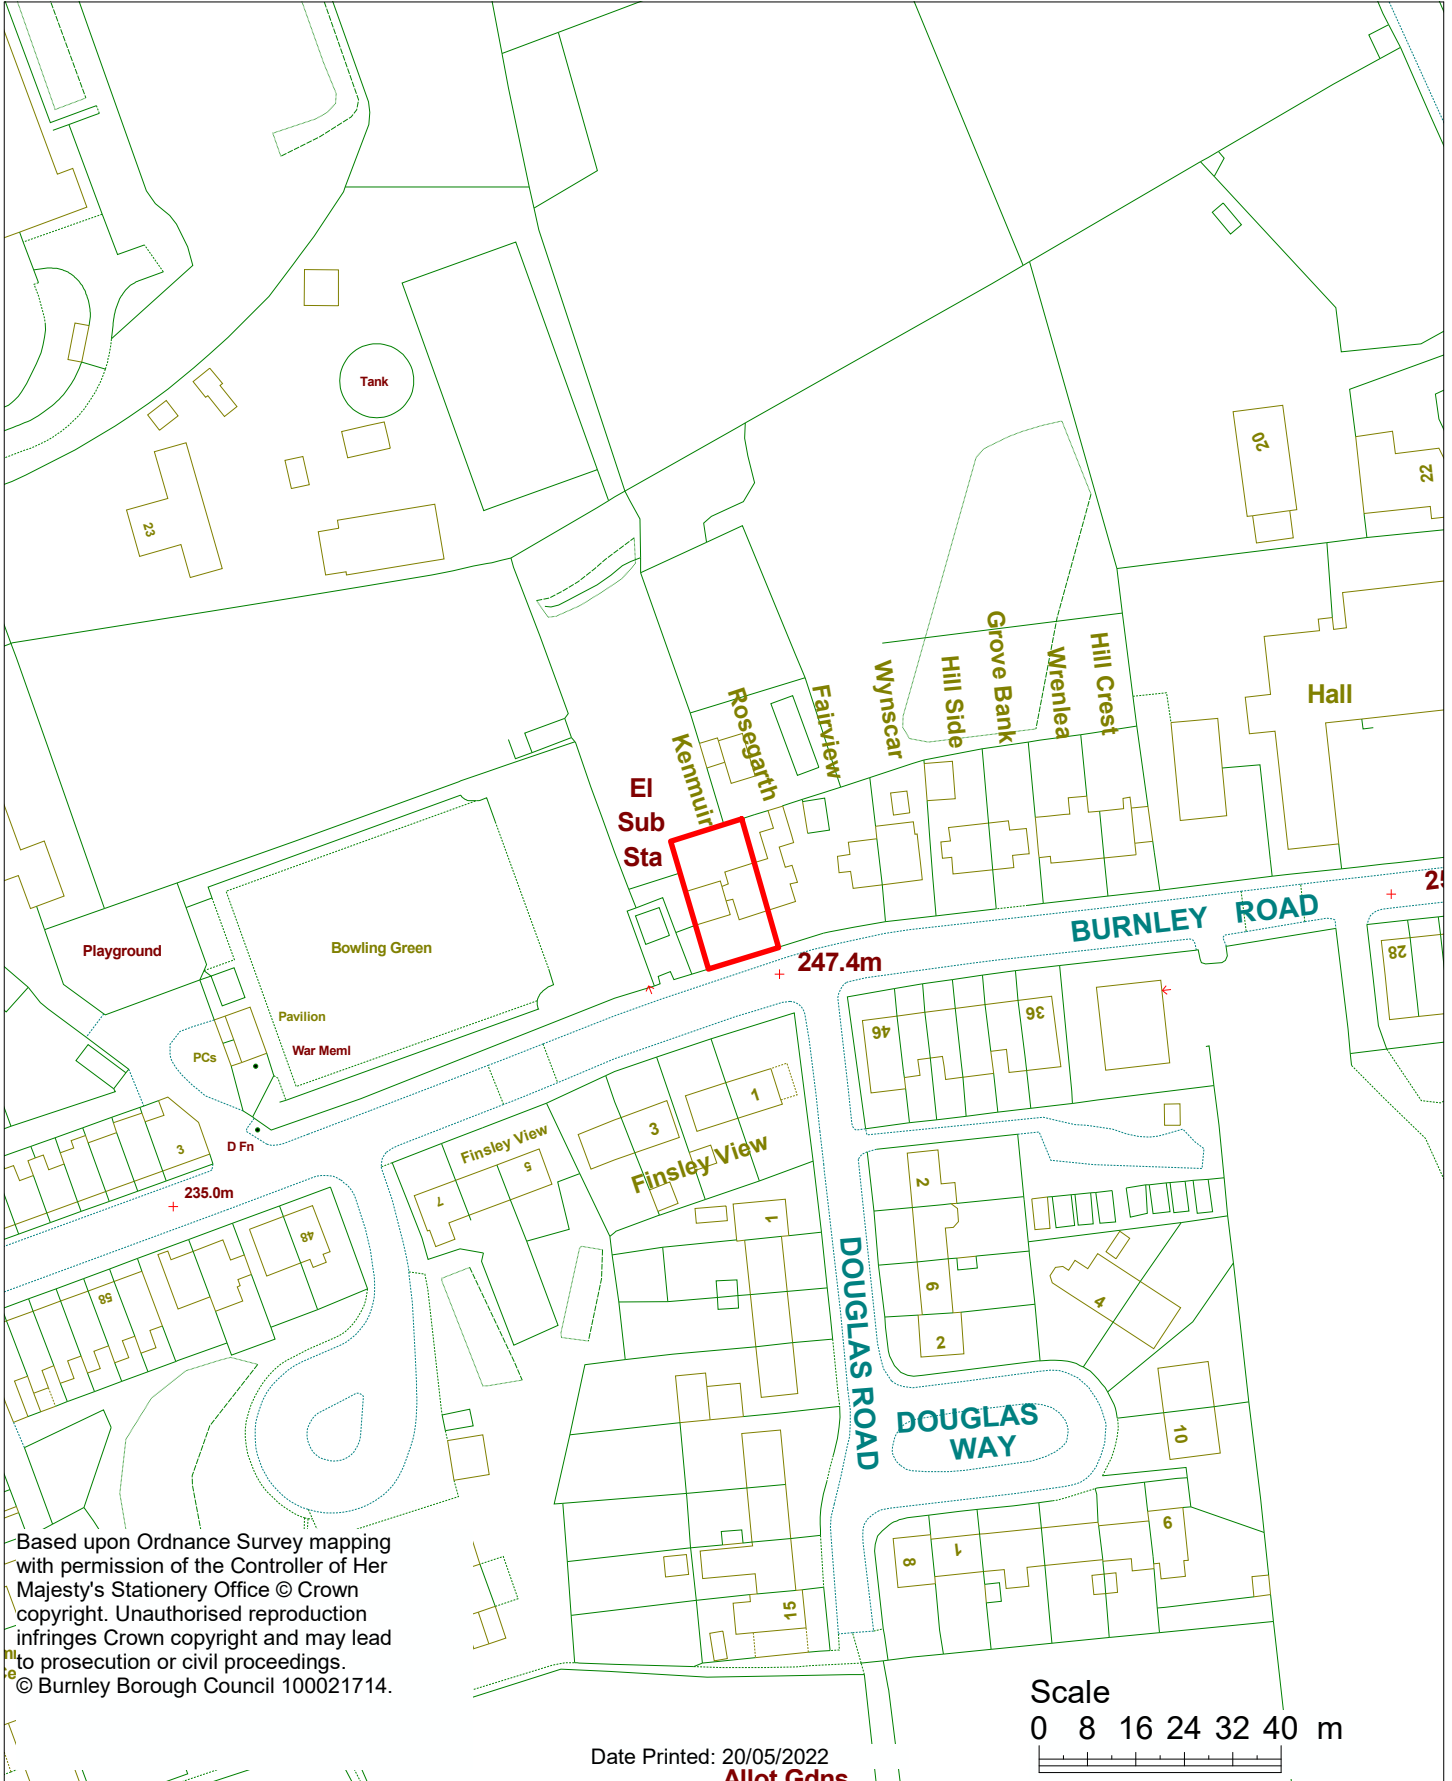 Tank
23
20
22
Hall
Kenmuir
Rosegarth
Fairview
Wynscar
Hill Side
Grove Bank
Wrenlea
Hill Crest
El
Sub
Sta
Playground
Bowling Green
Pavilion
War Meml
PCs
D Fn
3
235.0m
247.4m
BURNLEY ROAD
28
46
36
Finsley View
7
5
3
1
Finsley View
48
58
1
2
6
2
4
DOUGLAS ROAD
DOUGLAS
WAY
10
8
1
9
15
Based upon Ordnance Survey mapping
with permission of the Controller of Her
Majesty's Stationery Office © Crown
copyright. Unauthorised reproduction
infringes Crown copyright and may lead
to prosecution or civil proceedings.
© Burnley Borough Council 100021714.
Scale
0 8 16 24 32 40 m
Date Printed: 20/05/2022
Allot Gdns